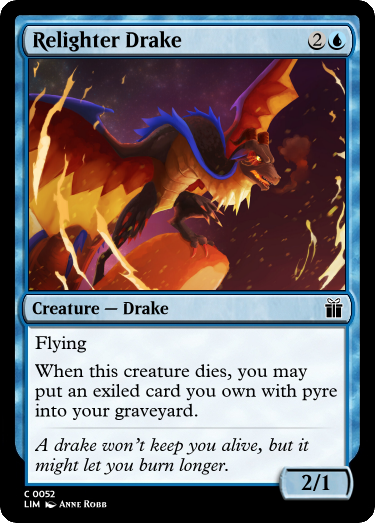 Relighter Drake 2
Creature — Drake
Flying
When this creature dies, you may
put an exiled card you own with pyre
into your graveyard.
A drake won't keep you alive, but it
might let you burn longer.
2/1
C 0052
LIM Anne Robb